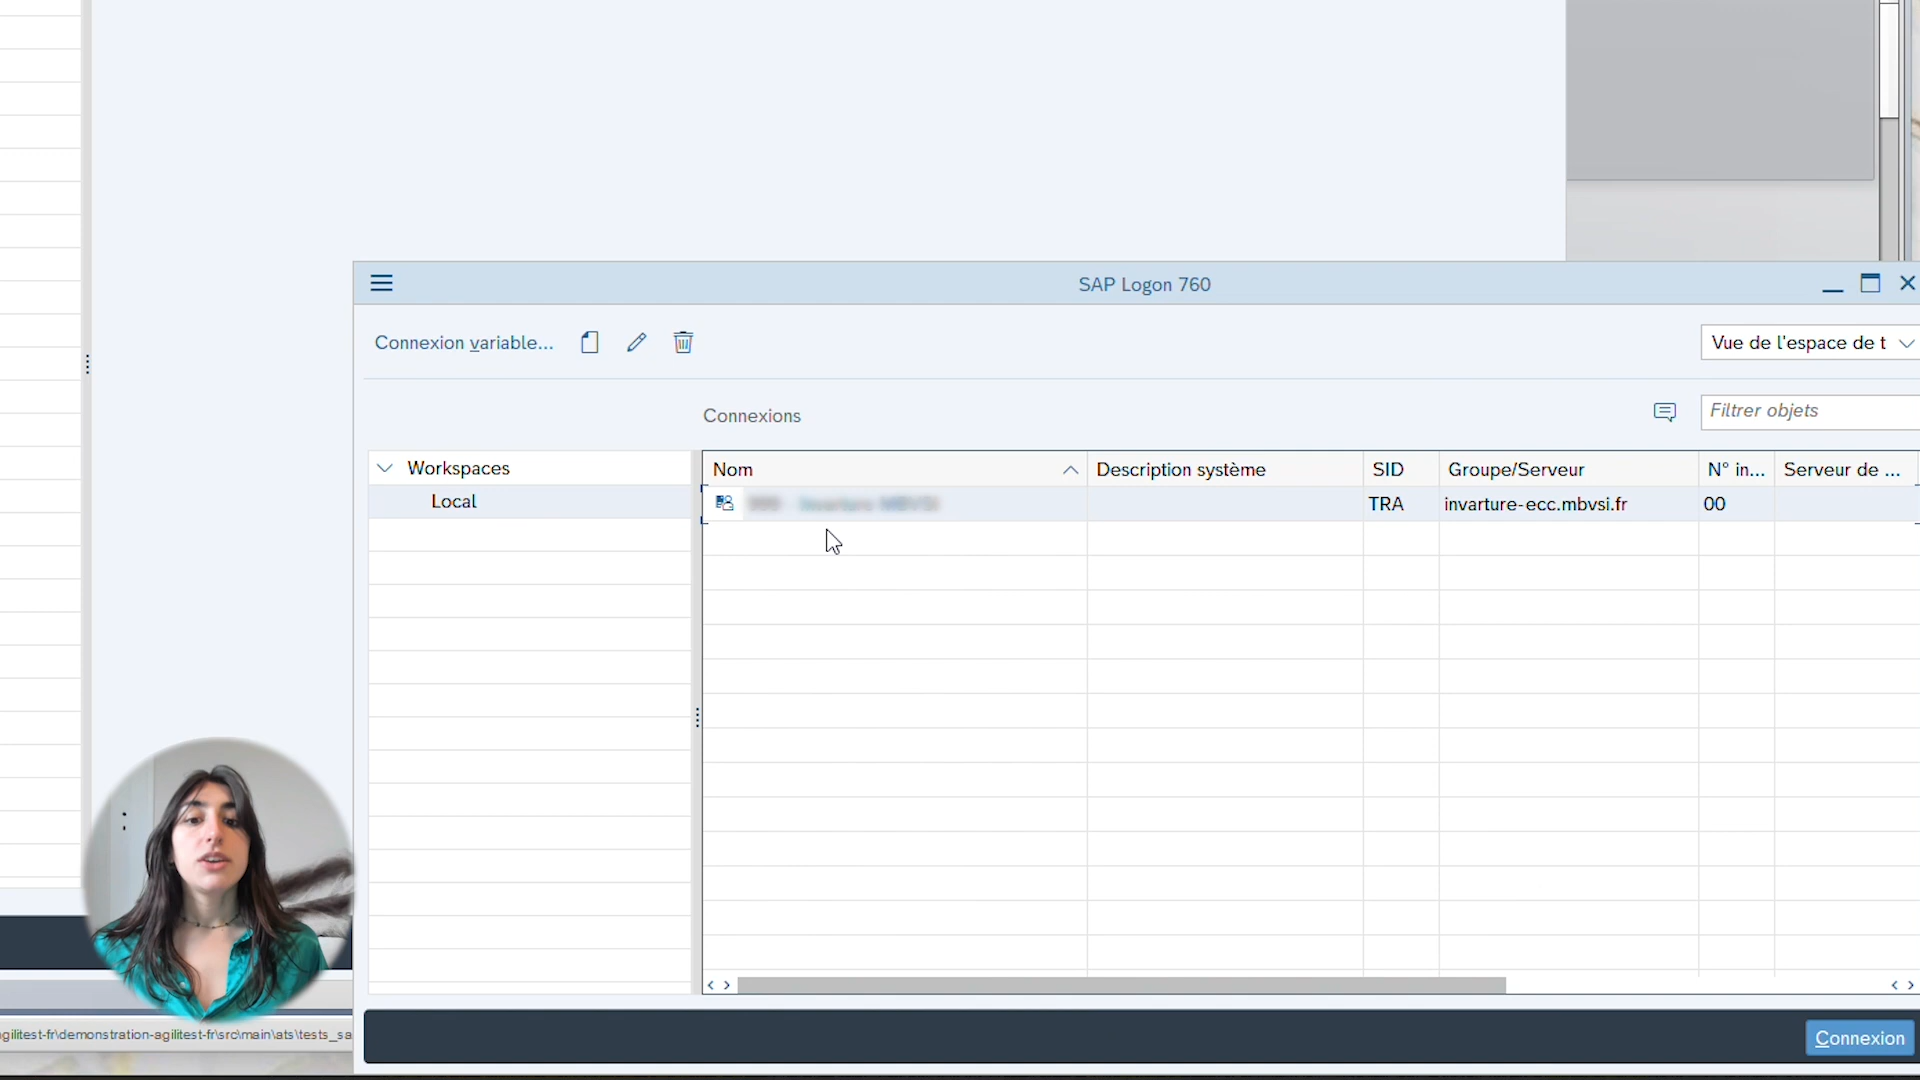 SAP Logon 760
Connexion variable...
Vue de l'espace de t
Connexions
Filtrer objets
Workspaces
Local
Nom Description système SID Groupe/Serveur N° in... Serveur de ...
TRA invarture-ecc.mbvsi.fr 00
gilitest-fr\demonstration-agilitest-fr\src\main\ats\tests_sa
Connexion